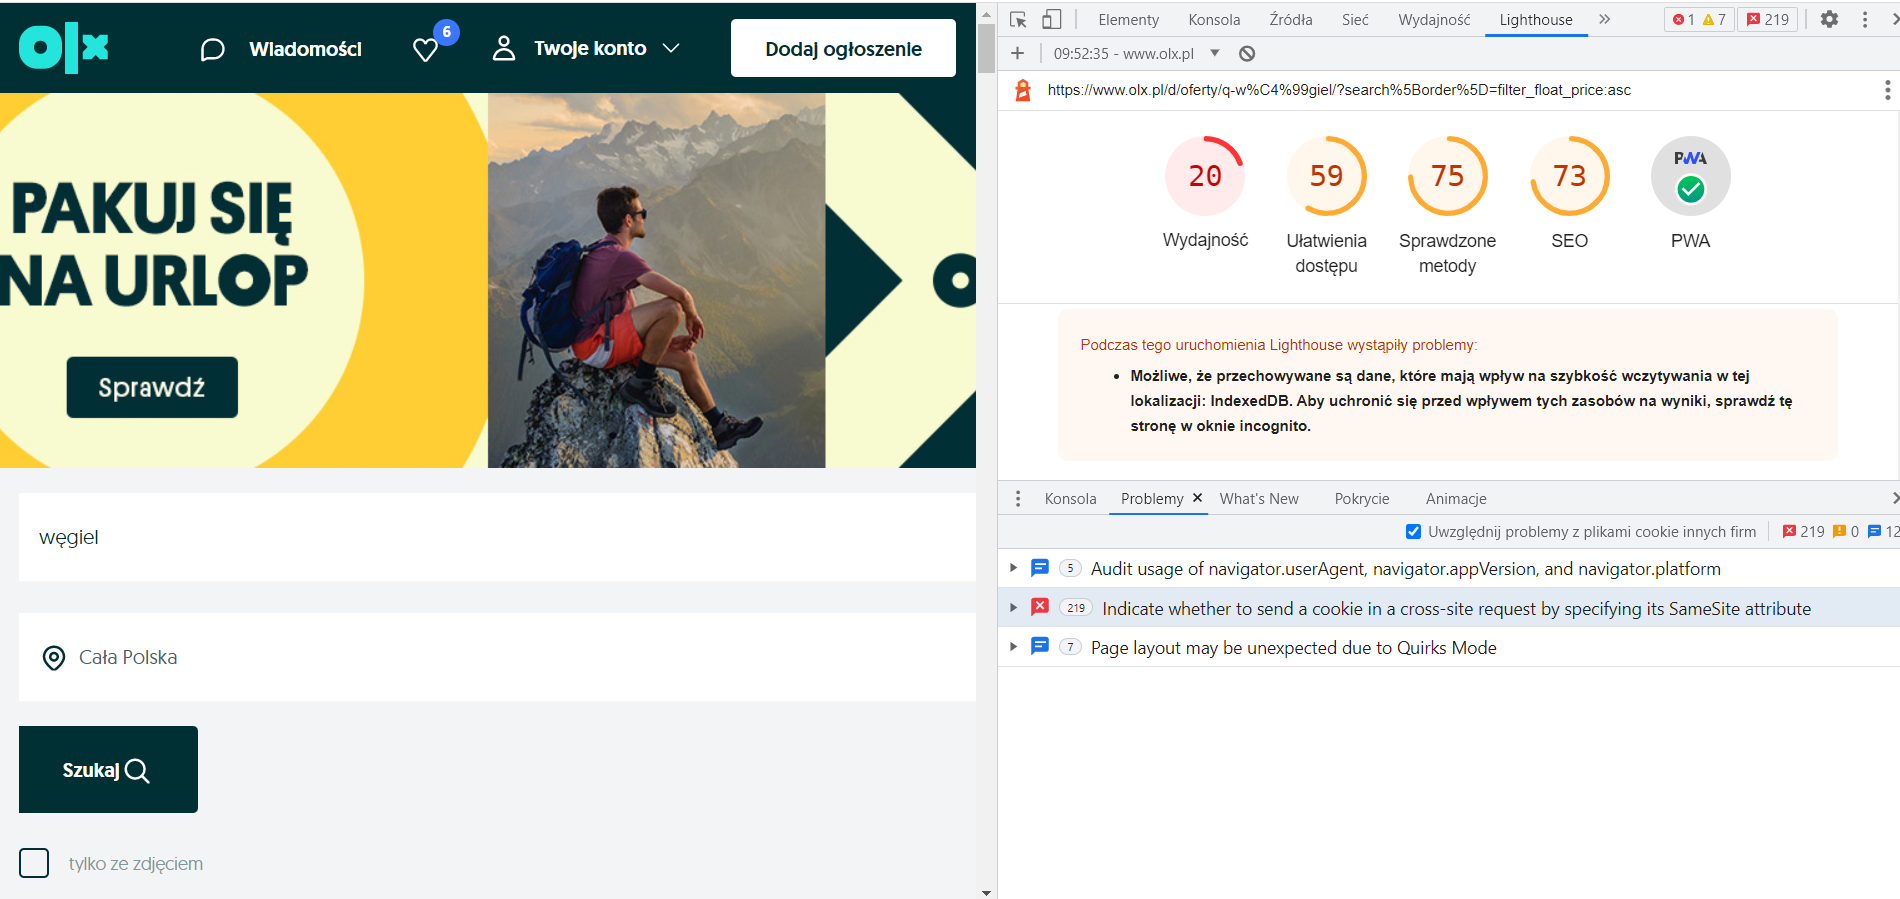 olx
Wiadomości
6
Twoje konto
Dodaj ogłoszenie
PAKUJ SIĘ
NA URLOP
Sprawdź
węgiel
Cała Polska
Szukaj
tylko ze zdjęciem
Elementy Konsola Źródła Sieć Wydajność Lighthouse 1 7 219
09:52:35 - www.olx.pl
https://www.olx.pl/d/oferty/q-w%C4%99giel/?search%5Border%5D=filter_float_price:asc
20 59 75 73 PWA
Wydajność Ułatwienia dostępu Sprawdzone metody SEO PWA
Podczas tego uruchomienia Lighthouse wystąpiły problemy:
• Możliwe, że przechowywane są dane, które mają wpływ na szybkość wczytywania w tej
lokalizacji: IndexedDB. Aby uchronić się przed wpływem tych zasobów na wyniki, sprawdź tę
stronę w oknie incognito.
Konsola Problemy What's New Pokrycie Animacje
Uwzględnij problemy z plikami cookie innych firm 219 0 12
5 Audit usage of navigator.userAgent, navigator.appVersion, and navigator.platform
219 Indicate whether to send a cookie in a cross-site request by specifying its SameSite attribute
7 Page layout may be unexpected due to Quirks Mode